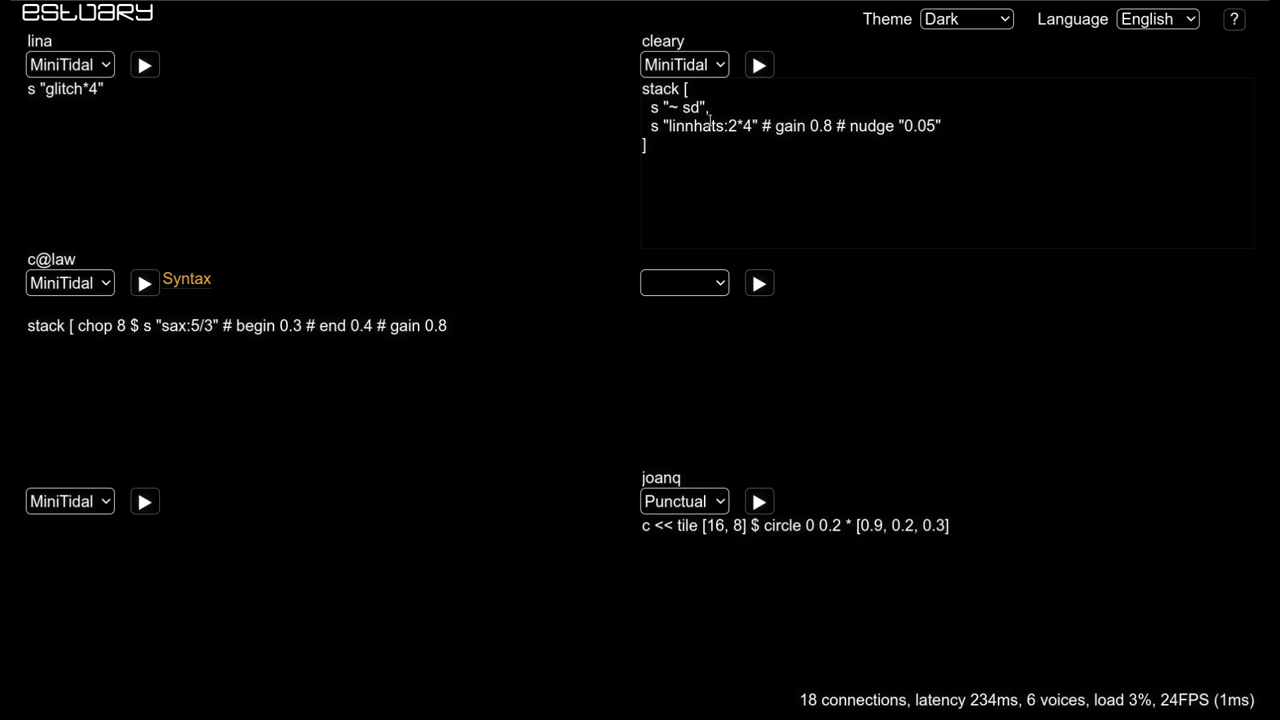 estuary
Theme Dark Language English ?
lina
MiniTidal
s "glitch*4"
cleary
MiniTidal
stack [
s "~ sd",
s "linnhats:2*4" # gain 0.8 # nudge "0.05"
]
c@law
MiniTidal Syntax
stack [ chop 8 $ s "sax:5/3" # begin 0.3 # end 0.4 # gain 0.8
MiniTidal
joanq
Punctual
c << tile [16, 8] $ circle 0 0.2 * [0.9, 0.2, 0.3]
18 connections, latency 234ms, 6 voices, load 3%, 24FPS (1ms)